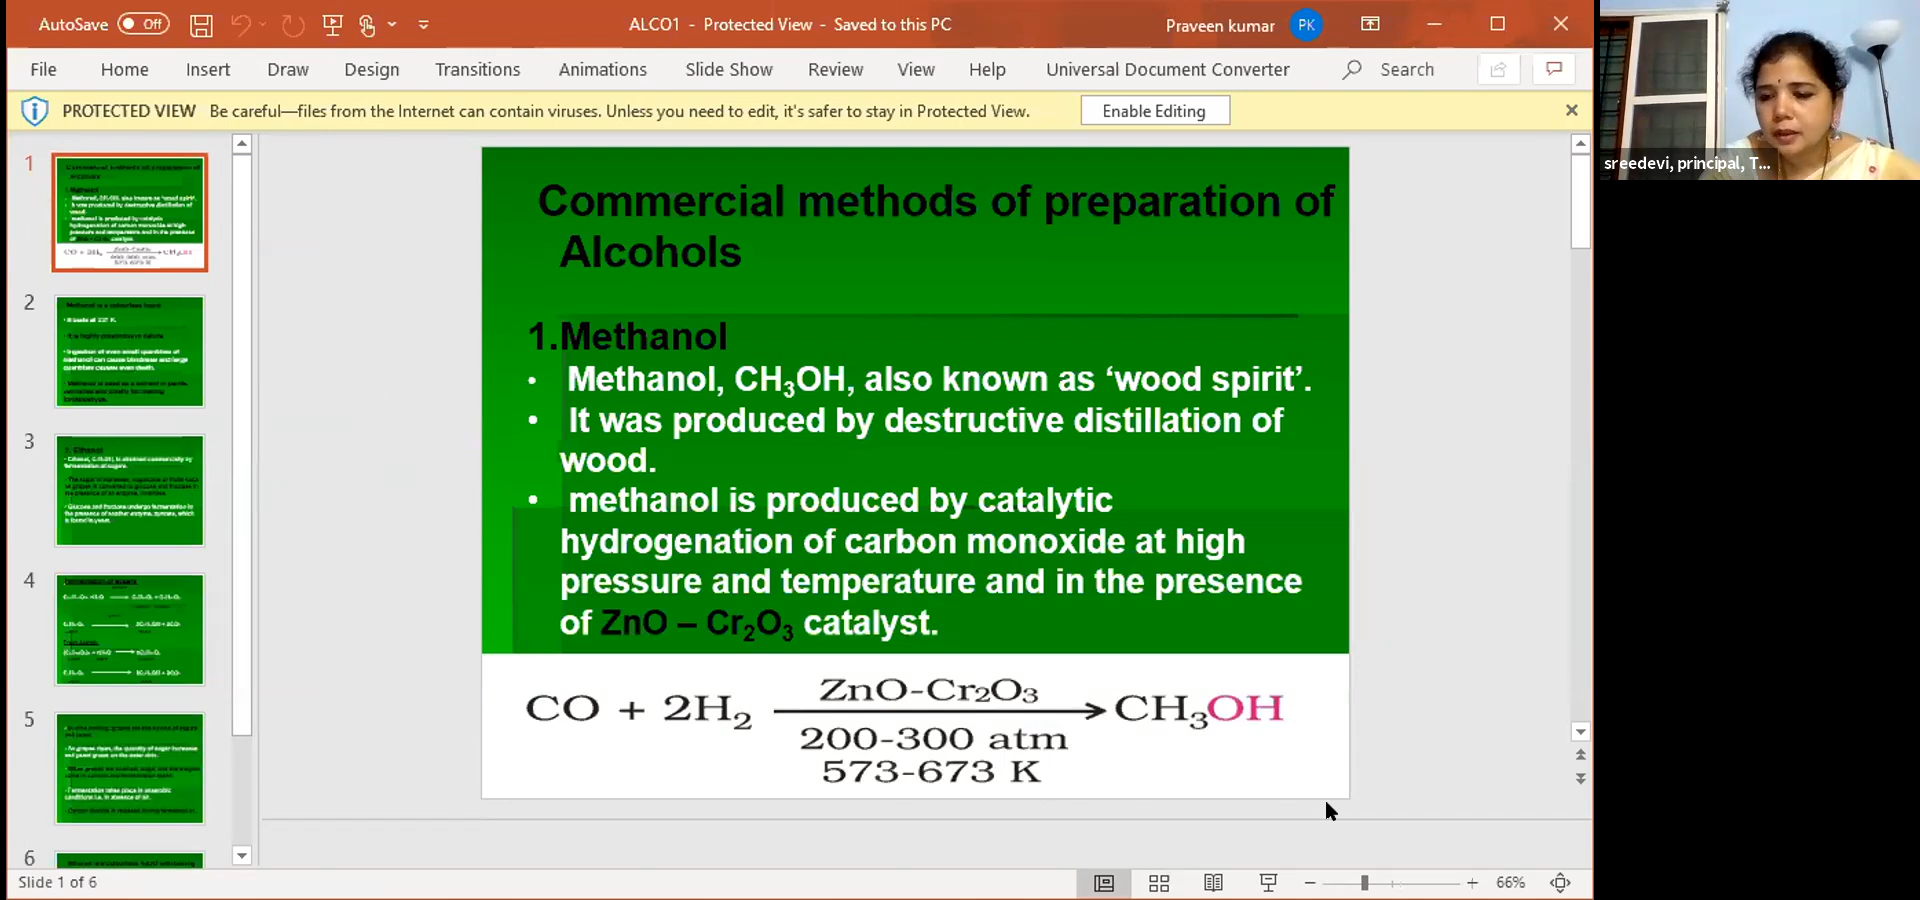 AutoSave Off
ALCO1 - Protected View - Saved to this PC
Praveen kumar PK
File Home Insert Draw Design Transitions Animations Slide Show Review View Help Universal Document Converter Search
PROTECTED VIEW Be careful—files from the Internet can contain viruses. Unless you need to edit, it's safer to stay in Protected View. Enable Editing
sreedevi, principal, T...
1
2
3
4
5
6
Commercial methods of preparation of
Alcohols
1.Methanol
• Methanol, CH₃OH, also known as ‘wood spirit’.
• It was produced by destructive distillation of
wood.
• methanol is produced by catalytic
hydrogenation of carbon monoxide at high
pressure and temperature and in the presence
of ZnO – Cr₂O₃ catalyst.
ZnO-Cr₂O₃
CO + 2H₂ → CH₃OH
200-300 atm
573-673 K
Slide 1 of 6
66%